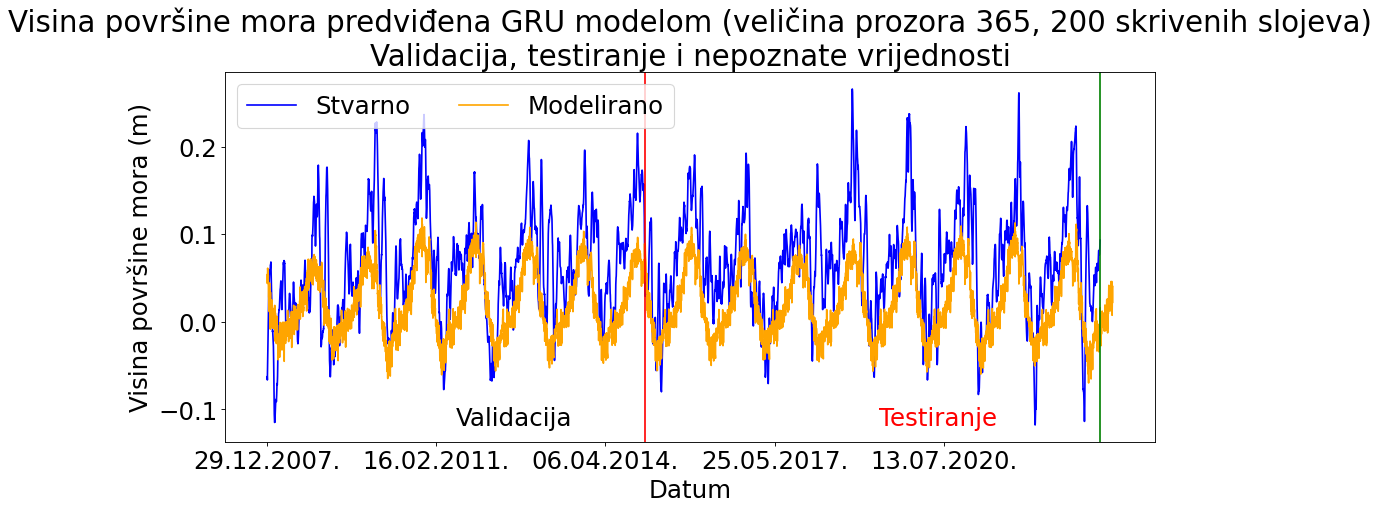 Visina površine mora predviđena GRU modelom (veličina prozora 365, 200 skrivenih slojeva)
Validacija, testiranje i nepoznate vrijednosti
Stvarno
Modelirano
Visina površine mora (m)
0.2
0.1
0.0
−0.1
Validacija
Testiranje
29.12.2007.
16.02.2011.
06.04.2014.
25.05.2017.
13.07.2020.
Datum